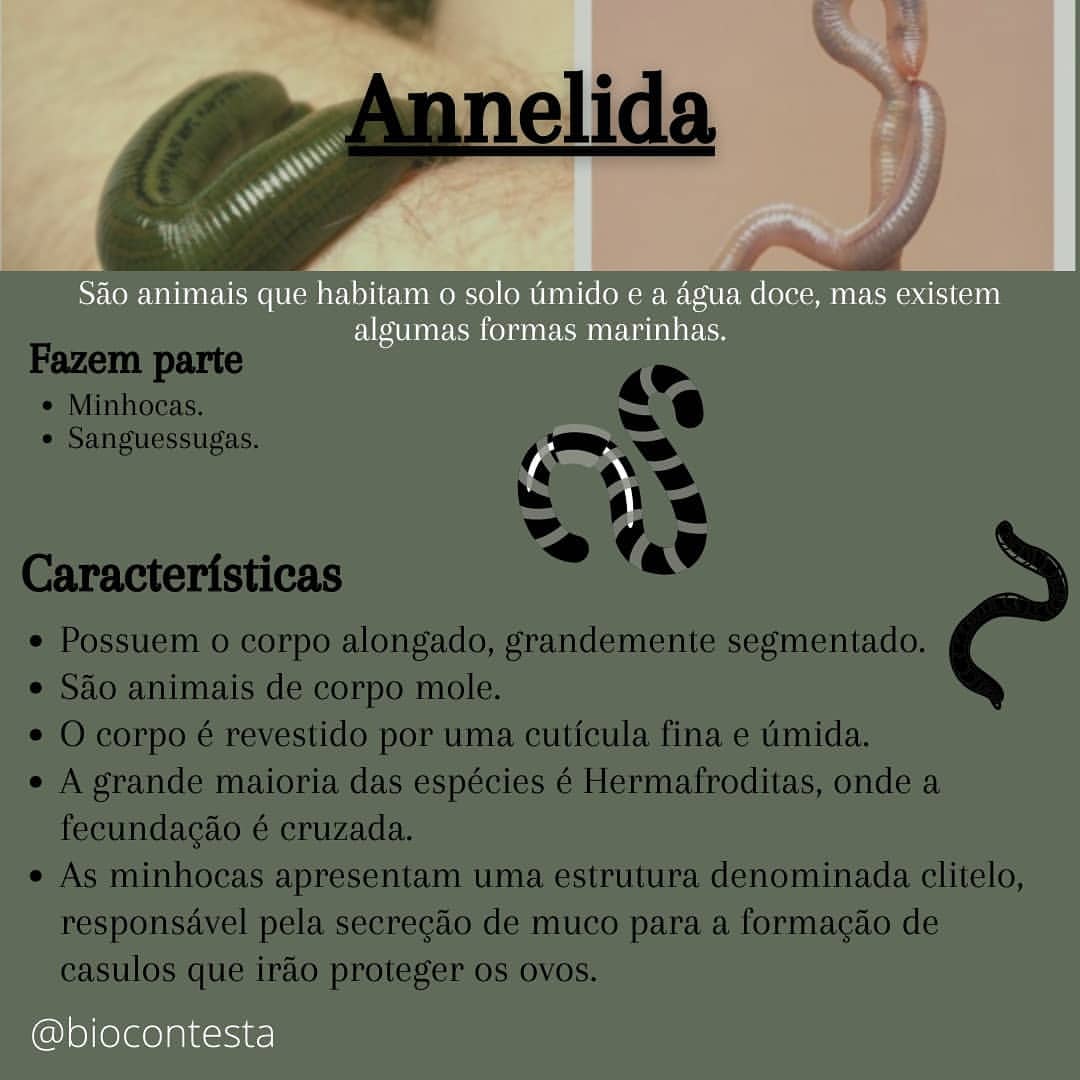 Annelida
São animais que habitam o solo úmido e a água doce, mas existem
algumas formas marinhas.
Fazem parte
• Minhocas.
• Sanguessugas.
Características
• Possuem o corpo alongado, grandemente segmentado.
• São animais de corpo mole.
• O corpo é revestido por uma cutícula fina e úmida.
• A grande maioria das espécies é Hermafroditas, onde a
fecundação é cruzada.
• As minhocas apresentam uma estrutura denominada clitelo,
responsável pela secreção de muco para a formação de
casulos que irão proteger os ovos.
@biocontesta